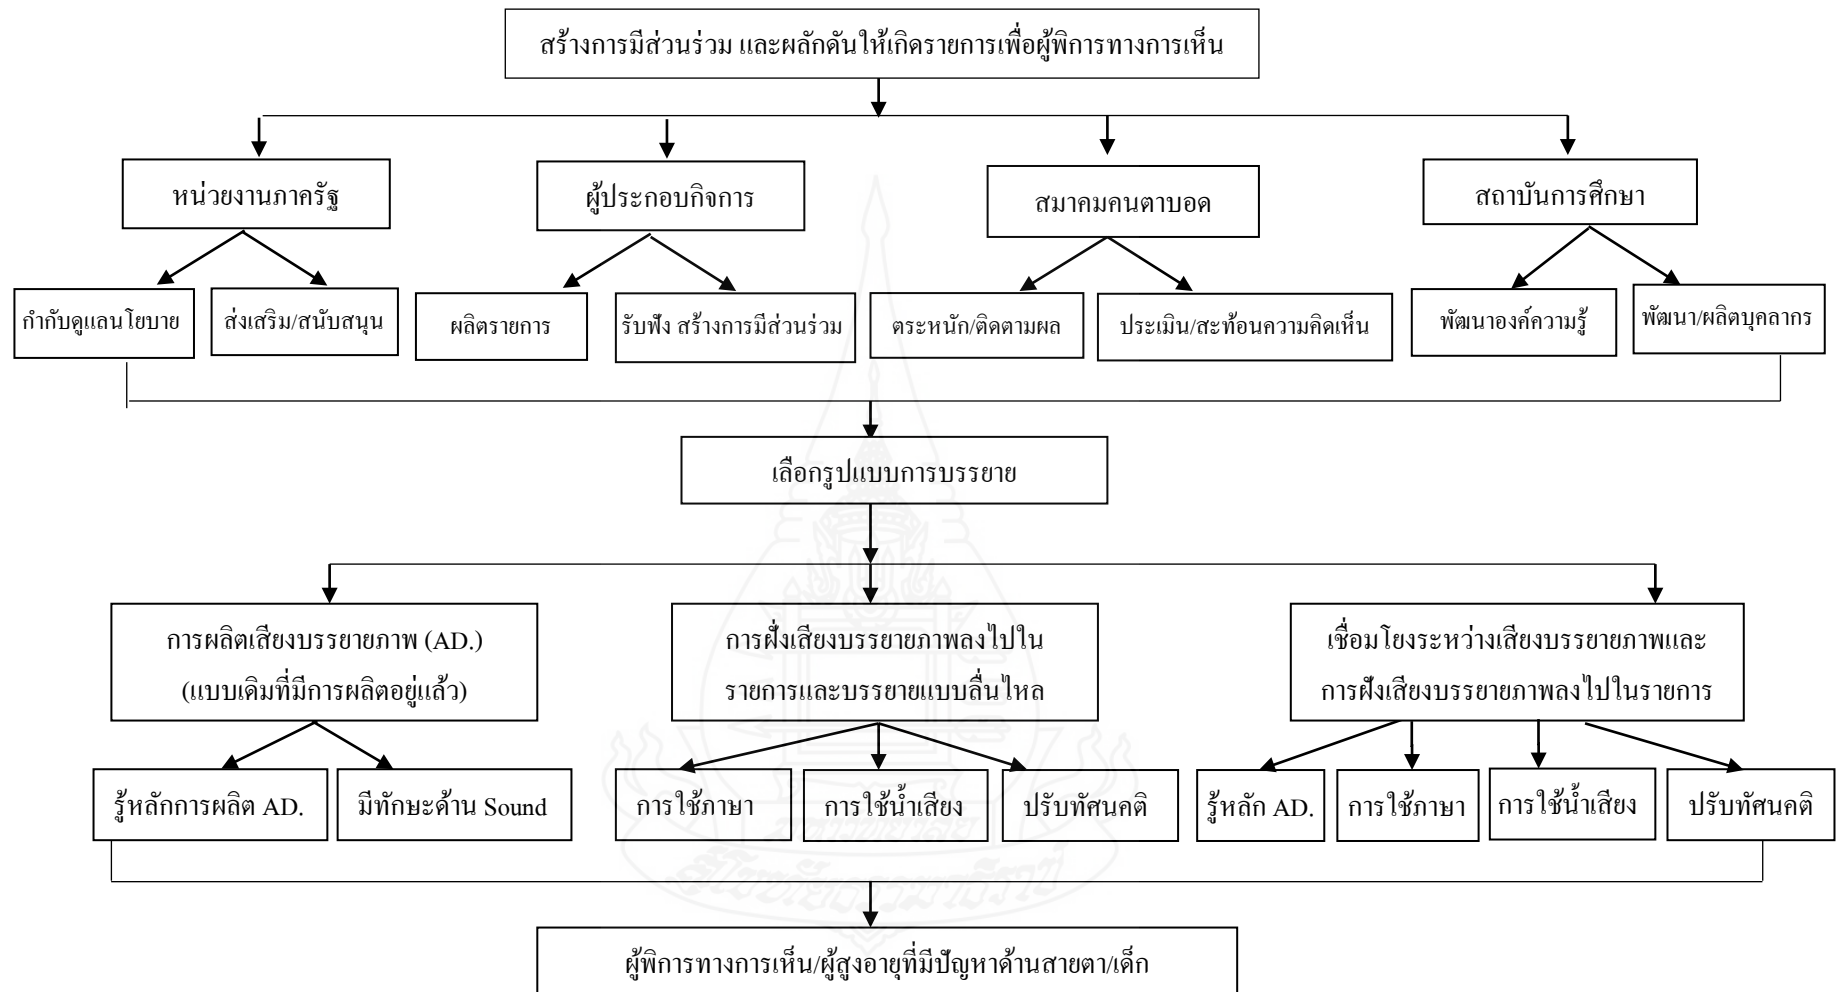 สร้างการมีส่วนร่วม และผลักดันให้เกิดรายการเพื่อผู้พิการทางการเห็น
หน่วยงานภาครัฐ
ผู้ประกอบกิจการ
สมาคมคนตาบอด
สถาบันการศึกษา
กำกับดูแลนโยบาย
ส่งเสริม/สนับสนุน
ผลิตรายการ
รับฟัง สร้างการมีส่วนร่วม
ตระหนัก/ติดตามผล
ประเมิน/สะท้อนความคิดเห็น
พัฒนาองค์ความรู้
พัฒนา/ผลิตบุคลากร
เลือกรูปแบบการบรรยาย
การผลิตเสียงบรรยายภาพ (AD.)
(แบบเดิมที่มีการผลิตอยู่แล้ว)
การฝั่งเสียงบรรยายภาพลงไปใน
รายการและบรรยายแบบลื่นไหล
เชื่อมโยงระหว่างเสียงบรรยายภาพและ
การฝังเสียงบรรยายภาพลงไปในรายการ
รู้หลักการผลิต AD.
มีทักษะด้าน Sound
การใช้ภาษา
การใช้น้ำเสียง
ปรับทัศนคติ
รู้หลัก AD.
การใช้ภาษา
การใช้น้ำเสียง
ปรับทัศนคติ
มหาวิทยาลัย
สุโขทัยธรรมาธิราช
ผู้พิการทางการเห็น/ผู้สูงอายุที่มีปัญหาด้านสายตา/เด็ก